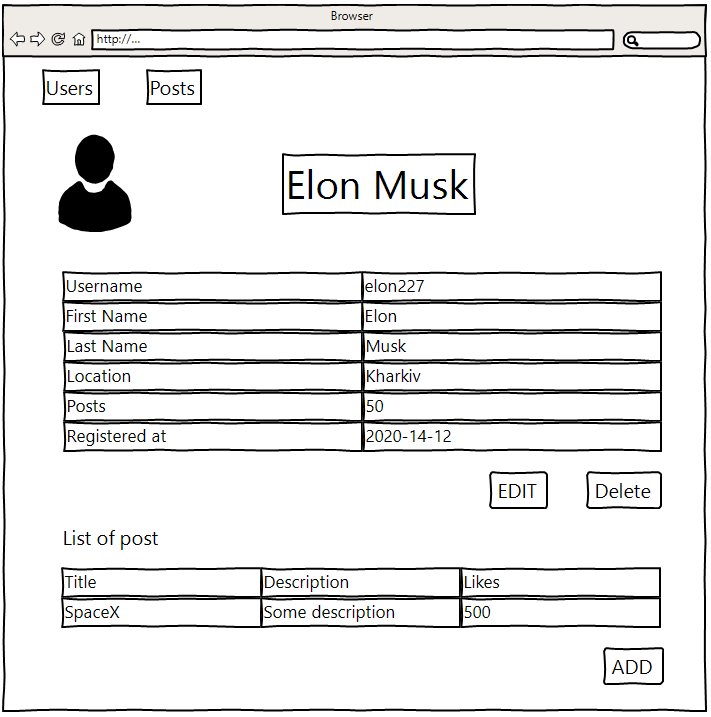 Browser
http://...
Users Posts
Elon Musk
Username elon227
First Name Elon
Last Name Musk
Location Kharkiv
Posts 50
Registered at 2020-14-12
EDIT Delete
List of post
Title Description Likes
SpaceX Some description 500
ADD